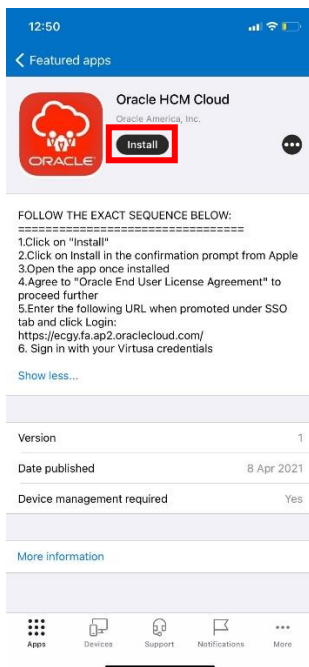 12:50
Featured apps
Oracle HCM Cloud
Oracle America, Inc.
Install
ORACLE
FOLLOW THE EXACT SEQUENCE BELOW:
==================================
1.Click on "Install"
2.Click on Install in the confirmation prompt from Apple
3.Open the app once installed
4.Agree to "Oracle End User License Agreement" to
proceed further
5.Enter the following URL when promoted under SSO
tab and click Login:
https://ecgy.fa.ap2.oraclecloud.com/
6. Sign in with your Virtusa credentials
Show less...
Version 1
Date published 8 Apr 2021
Device management required Yes
More information
Apps Devices Support Notifications More